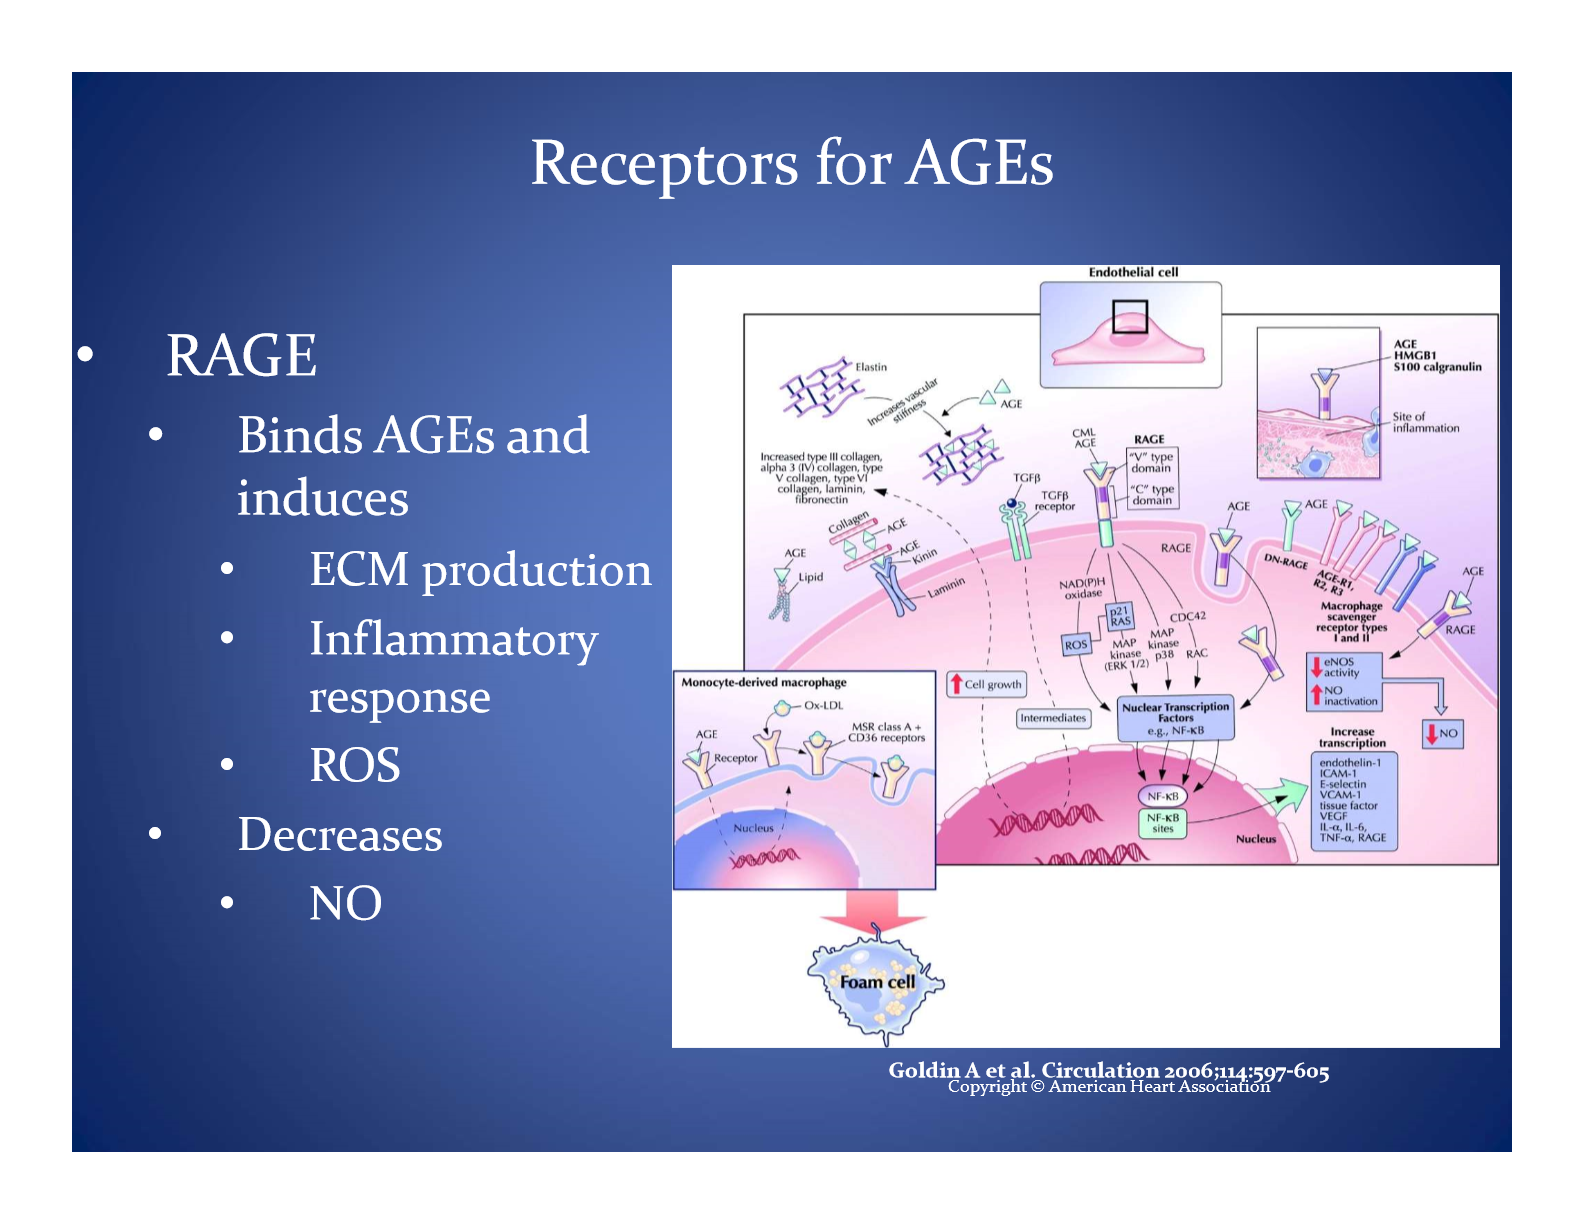 Receptors for AGEs
• RAGE
• Binds AGEs and
induces
• ECM production
• Inflammatory
response
• ROS
• Decreases
• NO
Endothelial cell
Elastin
Increases vascular
stiffness
AGE
Increased type III collagen,
alpha 3 (IV) collagen, type
V collagen, type VI
collagen, laminin,
fibronectin
Collagen
AGE
AGE
Kinin
Laminin
AGE
Lipid
TGFβ
TGFβ
receptor
CML
AGE
RAGE
"V" type
domain
"C" type
domain
AGE
HMGB1
S100 calgranulin
Site of
inflammation
AGE
RAGE
AGE
DN-RAGE
AGE-R1,
R2, R3
Macrophage
scavenger
receptor types
I and II
AGE
RAGE
NAD(P)H
oxidase
p21
RAS
CDC42
ROS
MAP
kinase
(ERK 1/2)
MAP
kinase
p38
RAC
eNOS
activity
NO
inactivation
NO
Cell growth
Intermediates
Nuclear Transcription
Factors
e.g., NF-κB
NF-κB
NF-κB
sites
Nucleus
Increase
transcription
endothelin-1
ICAM-1
E-selectin
VCAM-1
tissue factor
VEGF
IL-α, IL-6,
TNF-α, RAGE
Monocyte-derived macrophage
Ox-LDL
AGE
Receptor
MSR class A +
CD36 receptors
Nucleus
Foam cell
Goldin A et al. Circulation 2006;114:597-605
Copyright © American Heart Association